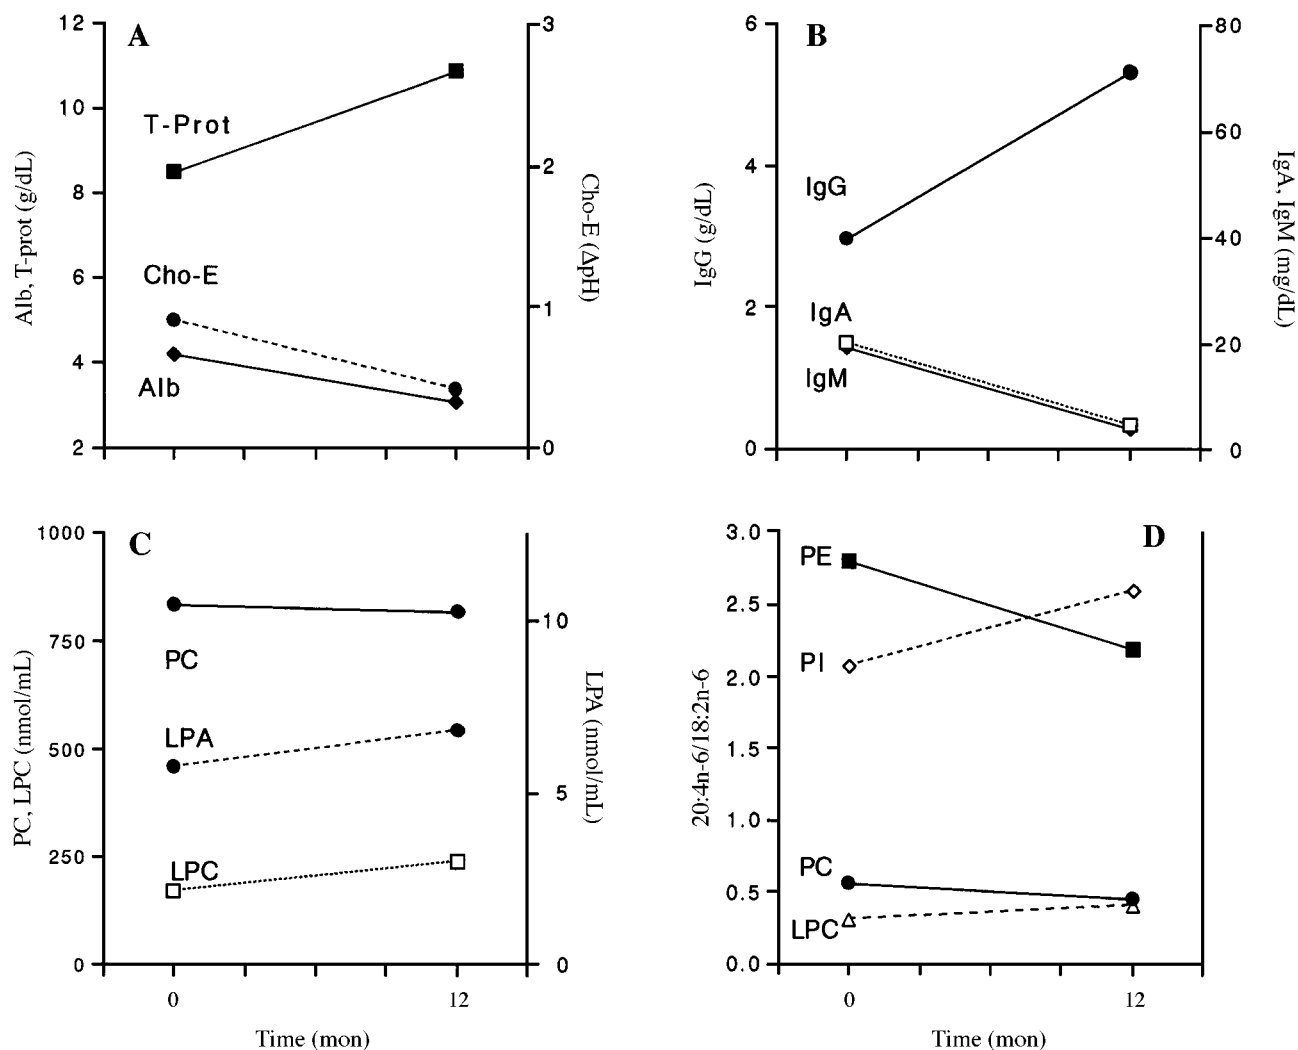 A
12
10
8
6
4
2
Alb, T-prot (g/dL)
T-Prot
Cho-E
Alb
3
2
1
0
Cho-E (ΔpH)
B
6
4
2
0
IgG (g/dL)
IgG
IgA
IgM
80
60
40
20
0
IgA, IgM (mg/dL)
C
1000
750
500
250
0
PC, LPC (nmol/mL)
PC
LPA
LPC
10
5
0
LPA (nmol/mL)
0 12
Time (mon)
D
3.0
2.5
2.0
1.5
1.0
0.5
0.0
20:4n-6/18:2n-6
PE
PI
PC
LPC
0 12
Time (mon)